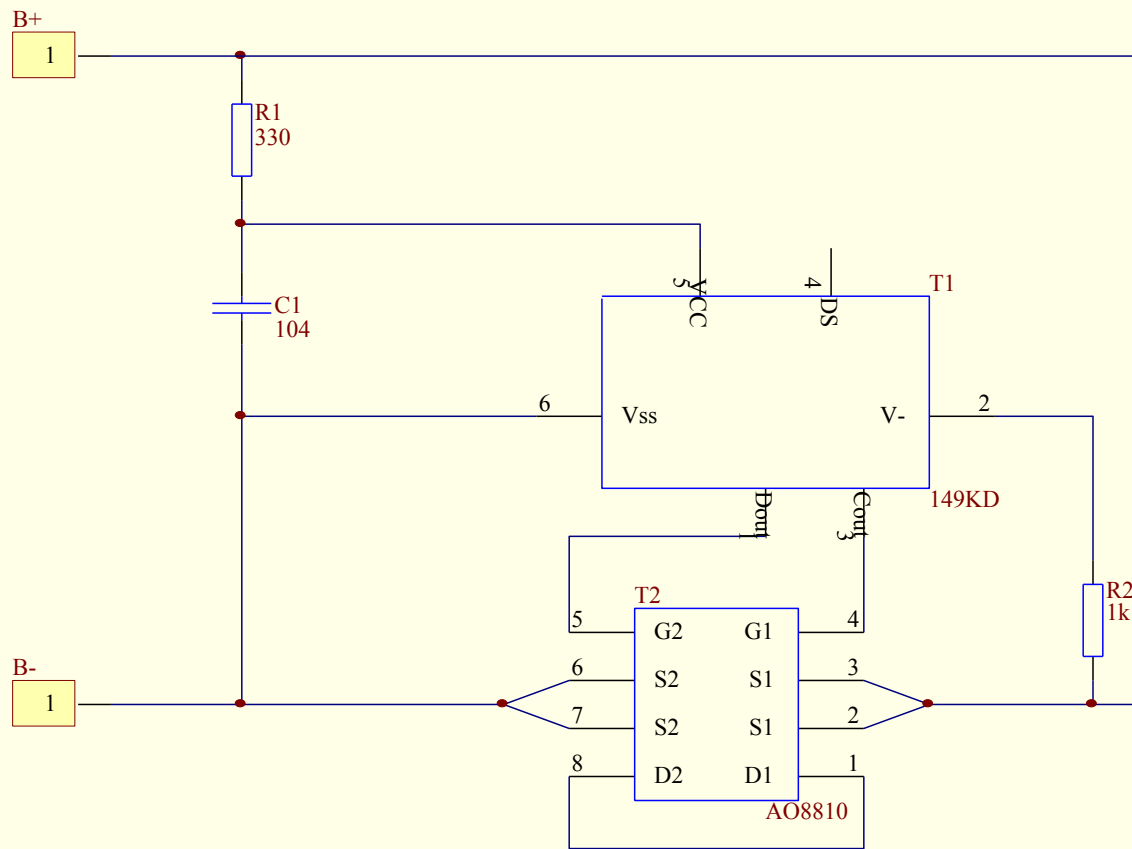 B+
1
R1
330
C1
104
5
VCC
4
DS
T1
6
Vss
V-
2
149KD
Dout
1
Cout
3
T2
5
G2
G1
4
6
S2
S1
3
7
S2
S1
2
8
D2
D1
1
AO8810
R2
1k
B-
1